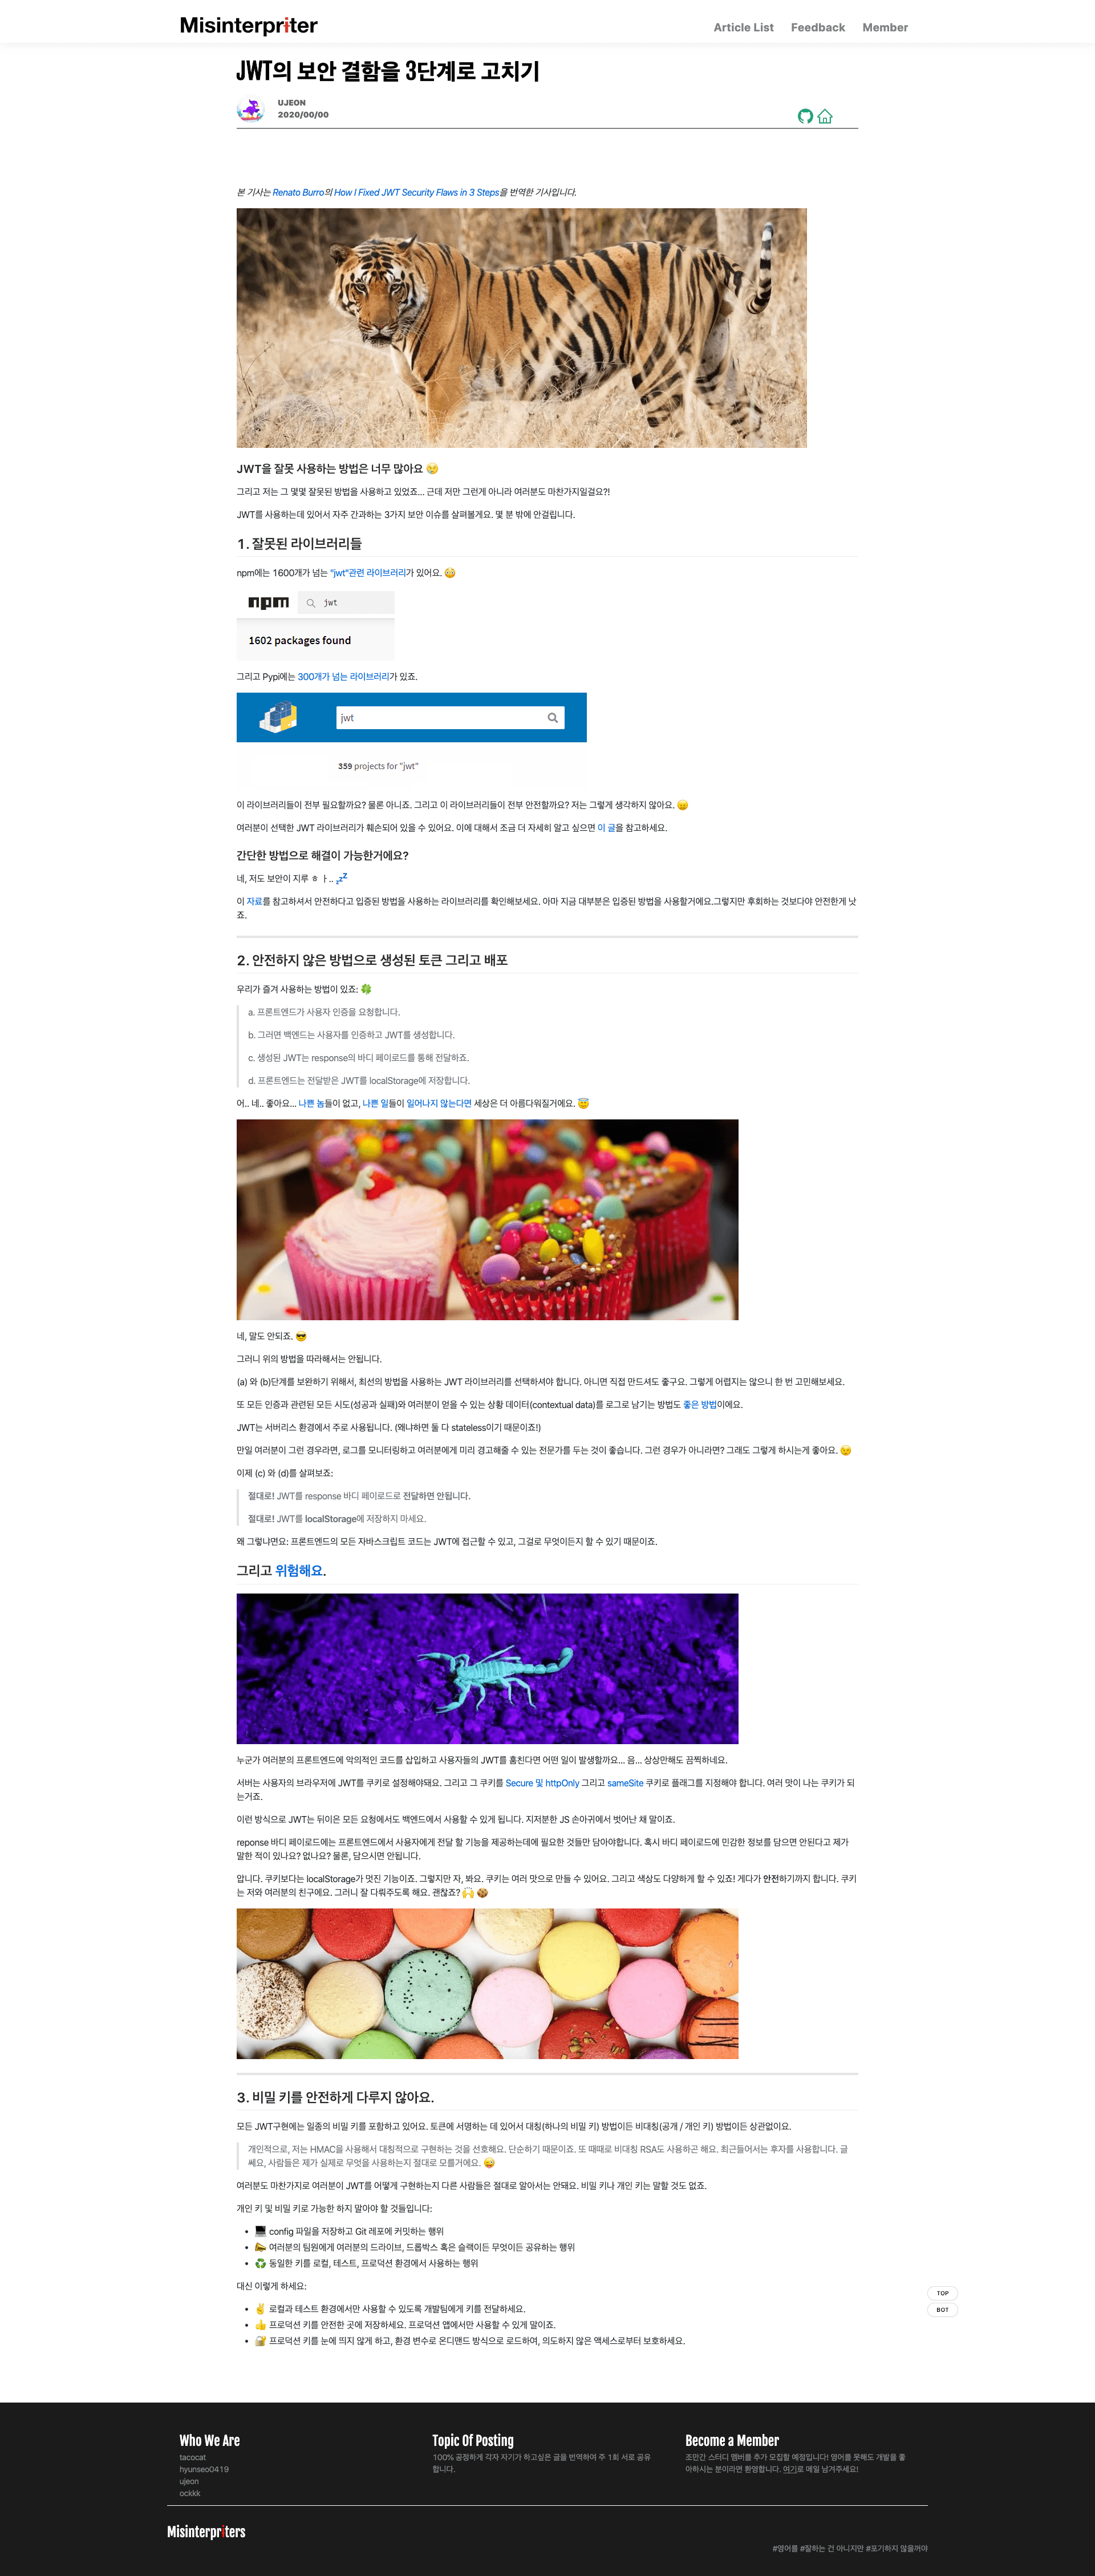 Misinterpriter
Article List Feedback Member
JWT의 보안 결함을 3단계로 고치기
UJEON
2020/00/00
본 기사는 Renato Burro의 How I Fixed JWT Security Flaws in 3 Steps을 번역한 기사입니다.
JWT을 잘못 사용하는 방법은 너무 많아요 😢
그리고 저는 그 몇몇 잘못된 방법을 사용하고 있었죠... 근데 저만 그런게 아니라 여러분도 마찬가지일걸요?!
JWT를 사용하는데 있어서 자주 간과하는 3가지 보안 이슈를 살펴볼게요. 몇 분 밖에 안걸립니다.
1. 잘못된 라이브러리들
npm에는 1600개가 넘는 "jwt"관련 라이브러리가 있어요. 😳
npm jwt
1602 packages found
그리고 Pypi에는 300개가 넘는 라이브러리가 있죠.
jwt
359 projects for "jwt"
이 라이브러리들이 전부 필요할까요? 물론 아니죠. 그리고 이 라이브러리들이 전부 안전할까요? 저는 그렇게 생각하지 않아요. 😛
여러분이 선택한 JWT 라이브러리가 훼손되어 있을 수 있어요. 이에 대해서 조금 더 자세히 알고 싶으면 이 글을 참고하세요.
간단한 방법으로 해결이 가능한거에요?
네, 저도 보안이 지루 ㅎ ㅏ.. 💤
이 자료를 참고하셔서 안전하다고 입증된 방법을 사용하는 라이브러리를 확인해보세요. 아마 지금 대부분은 입증된 방법을 사용할거에요.그렇지만 후회하는 것보다야 안전한게 낫
죠.
2. 안전하지 않은 방법으로 생성된 토큰 그리고 배포
우리가 즐겨 사용하는 방법이 있죠: 🍀
a. 프론트엔드가 사용자 인증을 요청합니다.
b. 그러면 백엔드는 사용자를 인증하고 JWT를 생성합니다.
c. 생성된 JWT는 response의 바디 페이로드를 통해 전달하죠.
d. 프론트엔드는 전달받은 JWT를 localStorage에 저장합니다.
어.. 네.. 좋아요... 나쁜 놈들이 없고, 나쁜 일들이 일어나지 않는다면 세상은 더 아름다워질거에요. 😇
네, 말도 안되죠. 😎
그러니 위의 방법을 따라해서는 안됩니다.
(a) 와 (b)단계를 보완하기 위해서, 최선의 방법을 사용하는 JWT 라이브러리를 선택하셔야 합니다. 아니면 직접 만드셔도 좋구요. 그렇게 어렵지는 않으니 한 번 고민해보세요.
또 모든 인증과 관련된 모든 시도(성공과 실패)와 여러분이 얻을 수 있는 상황 데이터(contextual data)를 로그로 남기는 방법도 좋은 방법이에요.
JWT는 서버리스 환경에서 주로 사용됩니다. (왜냐하면 둘 다 stateless이기 때문이죠!)
만일 여러분이 그런 경우라면, 로그를 모니터링하고 여러분에게 미리 경고해줄 수 있는 전문가를 두는 것이 좋습니다. 그런 경우가 아니라면? 그래도 그렇게 하시는게 좋아요. 😉
이제 (c) 와 (d)를 살펴보죠:
절대로! JWT를 response 바디 페이로드로 전달하면 안됩니다.
절대로! JWT를 localStorage에 저장하지 마세요.
왜 그렇냐면요: 프론트엔드의 모든 자바스크립트 코드는 JWT에 접근할 수 있고, 그걸로 무엇이든지 할 수 있기 때문이죠.
그리고 위험해요.
누군가 여러분의 프론트엔드에 악의적인 코드를 삽입하고 사용자들의 JWT를 훔친다면 어떤 일이 발생할까요... 음... 상상만해도 끔찍하네요.
서버는 사용자의 브라우저에 JWT를 쿠키로 설정해야돼요. 그리고 그 쿠키를 Secure 및 httpOnly 그리고 sameSite 쿠키로 플래그를 지정해야 합니다. 여러 맛이 나는 쿠키가 되
는거죠.
이런 방식으로 JWT는 뒤이은 모든 요청에서도 백엔드에서 사용할 수 있게 됩니다. 지저분한 JS 손아귀에서 벗어난 채 말이죠.
reponse 바디 페이로드에는 프론트엔드에서 사용자에게 전달 할 기능을 제공하는데에 필요한 것들만 담아야합니다. 혹시 바디 페이로드에 민감한 정보를 담으면 안된다고 제가
말한 적이 있나요? 없나요? 물론, 담으시면 안됩니다.
압니다. 쿠키보다는 localStorage가 멋진 기능이죠. 그렇지만 자, 봐요. 쿠키는 여러 맛으로 만들 수 있어요. 그리고 색상도 다양하게 할 수 있죠! 게다가 안전하기까지 합니다. 쿠키
는 저와 여러분의 친구에요. 그러니 잘 다뤄주도록 해요. 괜찮죠? 🙌 🍪
3. 비밀 키를 안전하게 다루지 않아요.
모든 JWT구현에는 일종의 비밀 키를 포함하고 있어요. 토큰에 서명하는 데 있어서 대칭(하나의 비밀 키) 방법이든 비대칭(공개 / 개인 키) 방법이든 상관없이요.
개인적으로, 저는 HMAC을 사용해서 대칭적으로 구현하는 것을 선호해요. 단순하기 때문이죠. 또 때때로 비대칭 RSA도 사용하곤 해요. 최근들어서는 후자를 사용합니다. 글
쎄요, 사람들은 제가 실제로 무엇을 사용하는지 절대로 모를거에요. 😄
여러분도 마찬가지로 여러분이 JWT를 어떻게 구현하는지 다른 사람들은 절대로 알아서는 안돼요. 비밀 키나 개인 키는 말할 것도 없죠.
개인 키 및 비밀 키로 가능한 하지 말아야 할 것들입니다:
• 💻 config 파일을 저장하고 Git 레포에 커밋하는 행위
• 📣 여러분의 팀원에게 여러분의 드라이브, 드롭박스 혹은 슬랙이든 무엇이든 공유하는 행위
• ♻️ 동일한 키를 로컬, 테스트, 프로덕션 환경에서 사용하는 행위
대신 이렇게 하세요:
• ✌️ 로컬과 테스트 환경에서만 사용할 수 있도록 개발팀에게 키를 전달하세요.
• 👍 프로덕션 키를 안전한 곳에 저장하세요. 프로덕션 앱에서만 사용할 수 있게 말이죠.
• 🔐 프로덕션 키를 눈에 띄지 않게 하고, 환경 변수로 온디맨드 방식으로 로드하여, 의도하지 않은 액세스로부터 보호하세요.
TOP
BOT
Who We Are
tacocat
hyunseo0419
ujeon
ockkk
Topic Of Posting
100% 공정하게 각자 자기가 하고싶은 글을 번역하여 주 1회 서로 공유
합니다.
Become a Member
조만간 스터디 멤버를 추가 모집할 예정입니다! 영어를 못해도 개발을 좋
아하시는 분이라면 환영합니다. 여기로 메일 남겨주세요!
Misinterpriters
#영어를 #잘하는 건 아니지만 #포기하지 않을꺼야